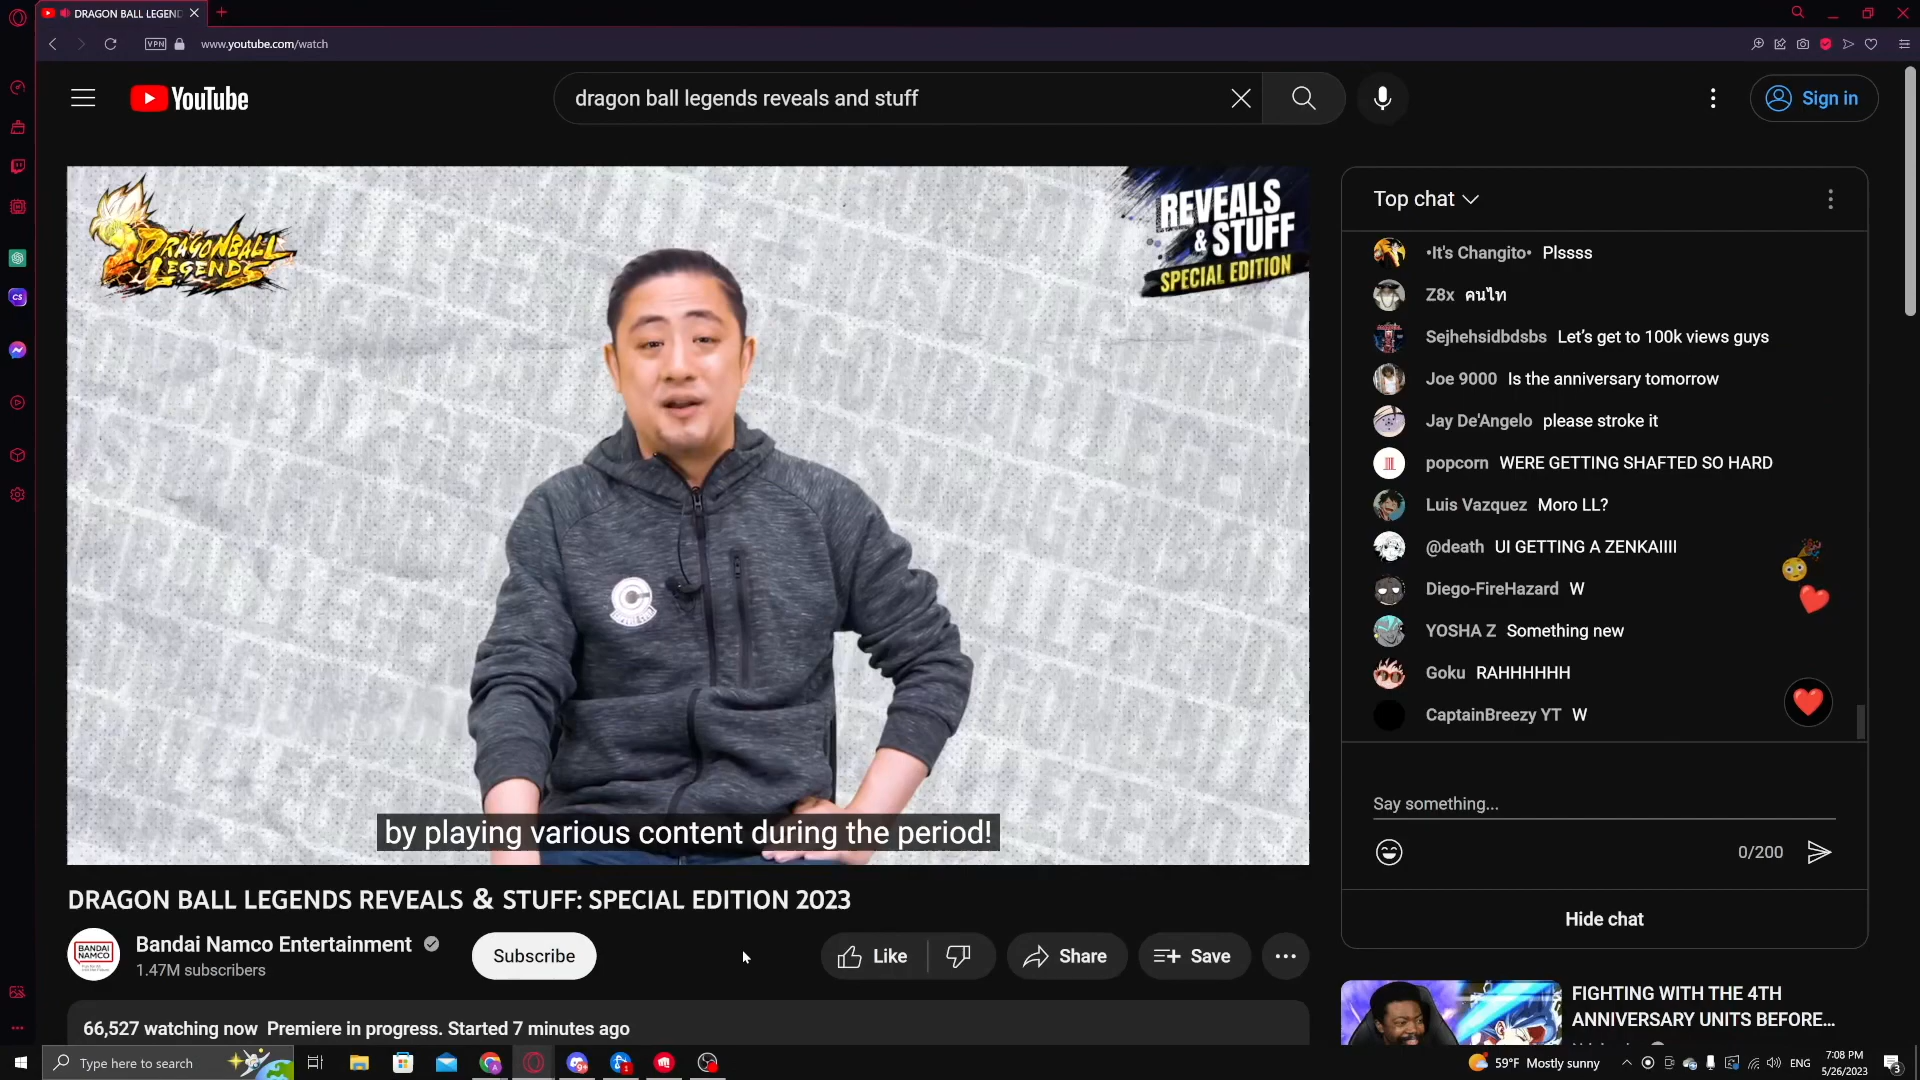 DRAGON BALL LEGEND
VPN
www.youtube.com/watch
YouTube
dragon ball legends reveals and stuff
Sign in
DRAGONBALL
LEGENDS
REVEALS
& STUFF
SPECIAL EDITION
by playing various content during the period!
Top chat
•It's Changito• Plssss
Z8x คนไท
Sejhehsidbdsbs Let's get to 100k views guys
Joe 9000 Is the anniversary tomorrow
Jay De'Angelo please stroke it
popcorn WERE GETTING SHAFTED SO HARD
Luis Vazquez Moro LL?
@death UI GETTING A ZENKAIIII
Diego-FireHazard W
YOSHA Z Something new
Goku RAHHHHHH
CaptainBreezy YT W
Say something...
0/200
Hide chat
DRAGON BALL LEGENDS REVEALS & STUFF: SPECIAL EDITION 2023
BANDAI
NAMCO
Bandai Namco Entertainment
1.47M subscribers
Subscribe
Like
Share
Save
66,527 watching now Premiere in progress. Started 7 minutes ago
FIGHTING WITH THE 4TH
ANNIVERSARY UNITS BEFORE...
Type here to search
59°F Mostly sunny
ENG
7:08 PM
5/26/2023
3